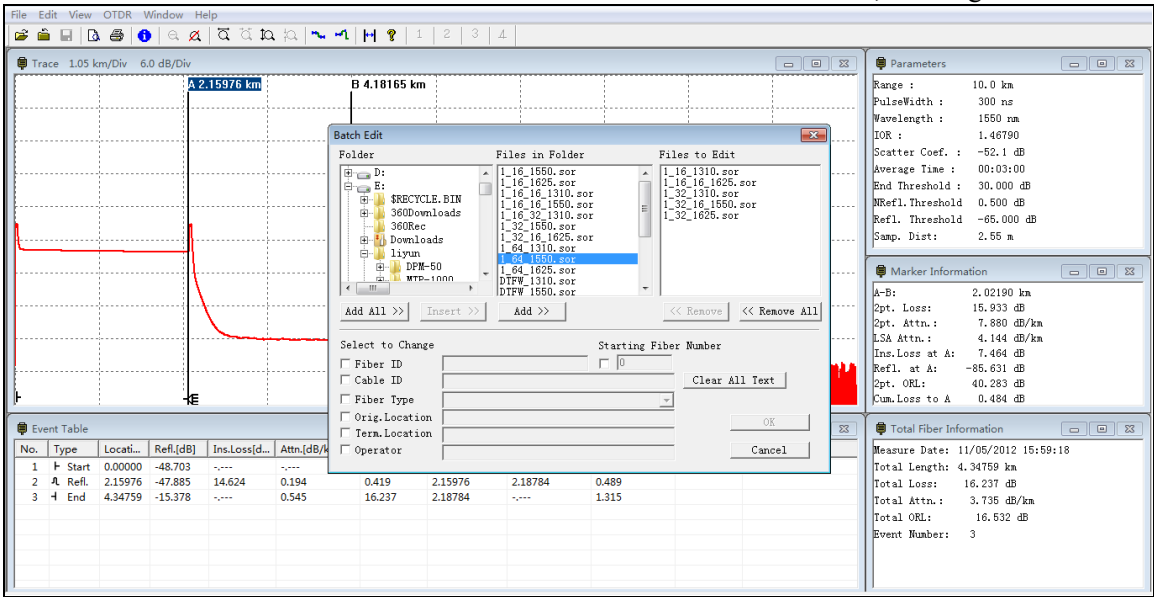 File Edit View OTDR Window Help
1 2 3 4
Trace 1.05 km/Div 6.0 dB/Div
A 2.15976 km
B 4.18165 km
Batch Edit
Folder
D:
E:
$RECYCLE.BIN
360Downloads
360Rec
Downloads
liyun
DPM-50
MTP-1000
Files in Folder
1_16_1550.sor
1_16_1625.sor
1_16_16_1310.sor
1_16_16_1550.sor
1_16_32_1310.sor
1_32_1550.sor
1_32_16_1625.sor
1_64_1310.sor
1_64_1550.sor
1_64_1625.sor
DTFW_1310.sor
DTFW_1550.sor
Files to Edit
1_16_1310.sor
1_16_16_1625.sor
1_32_1310.sor
1_32_16_1550.sor
1_32_1625.sor
Add All >> Insert >> Add >> << Remove << Remove All
Select to Change Starting Fiber Number
Fiber ID 0
Cable ID Clear All Text
Fiber Type
Orig.Location OK
Term.Location
Operator Cancel
Parameters
Range : 10.0 km
PulseWidth : 300 ns
Wavelength : 1550 nm
IOR : 1.46790
Scatter Coef. : -52.1 dB
Average Time : 00:03:00
End Threshold : 30.000 dB
NRefl.Threshold 0.500 dB
Refl. Threshold -65.000 dB
Samp. Dist: 2.55 m
Marker Information
A-B: 2.02190 km
2pt. Loss: 15.933 dB
2pt. Attn.: 7.880 dB/km
LSA Attn.: 4.144 dB/km
Ins.Loss at A: 7.464 dB
Refl. at A: -85.631 dB
2pt. ORL: 40.283 dB
Cum.Loss to A 0.484 dB
Event Table
No. Type Locati... Refl.[dB] Ins.Loss[d... Attn.[dB/k
1 Start 0.00000 -48.703 -.--- -.---
2 Refl. 2.15976 -47.885 14.624 0.194 0.419 2.15976 2.18784 0.489
3 End 4.34759 -15.378 -.--- 0.545 16.237 2.18784 -.--- 1.315
Total Fiber Information
Measure Date: 11/05/2012 15:59:18
Total Length: 4.34759 km
Total Loss: 16.237 dB
Total Attn.: 3.735 dB/km
Total ORL: 16.532 dB
Event Number: 3